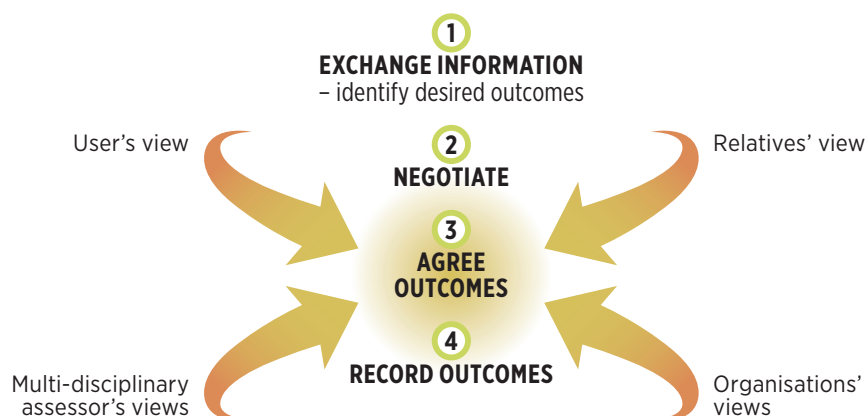 1
EXCHANGE INFORMATION
– identify desired outcomes
User’s view
Relatives’ view
2
NEGOTIATE
3
AGREE
OUTCOMES
4
RECORD OUTCOMES
Multi-disciplinary
assessor’s views
Organisations’
views